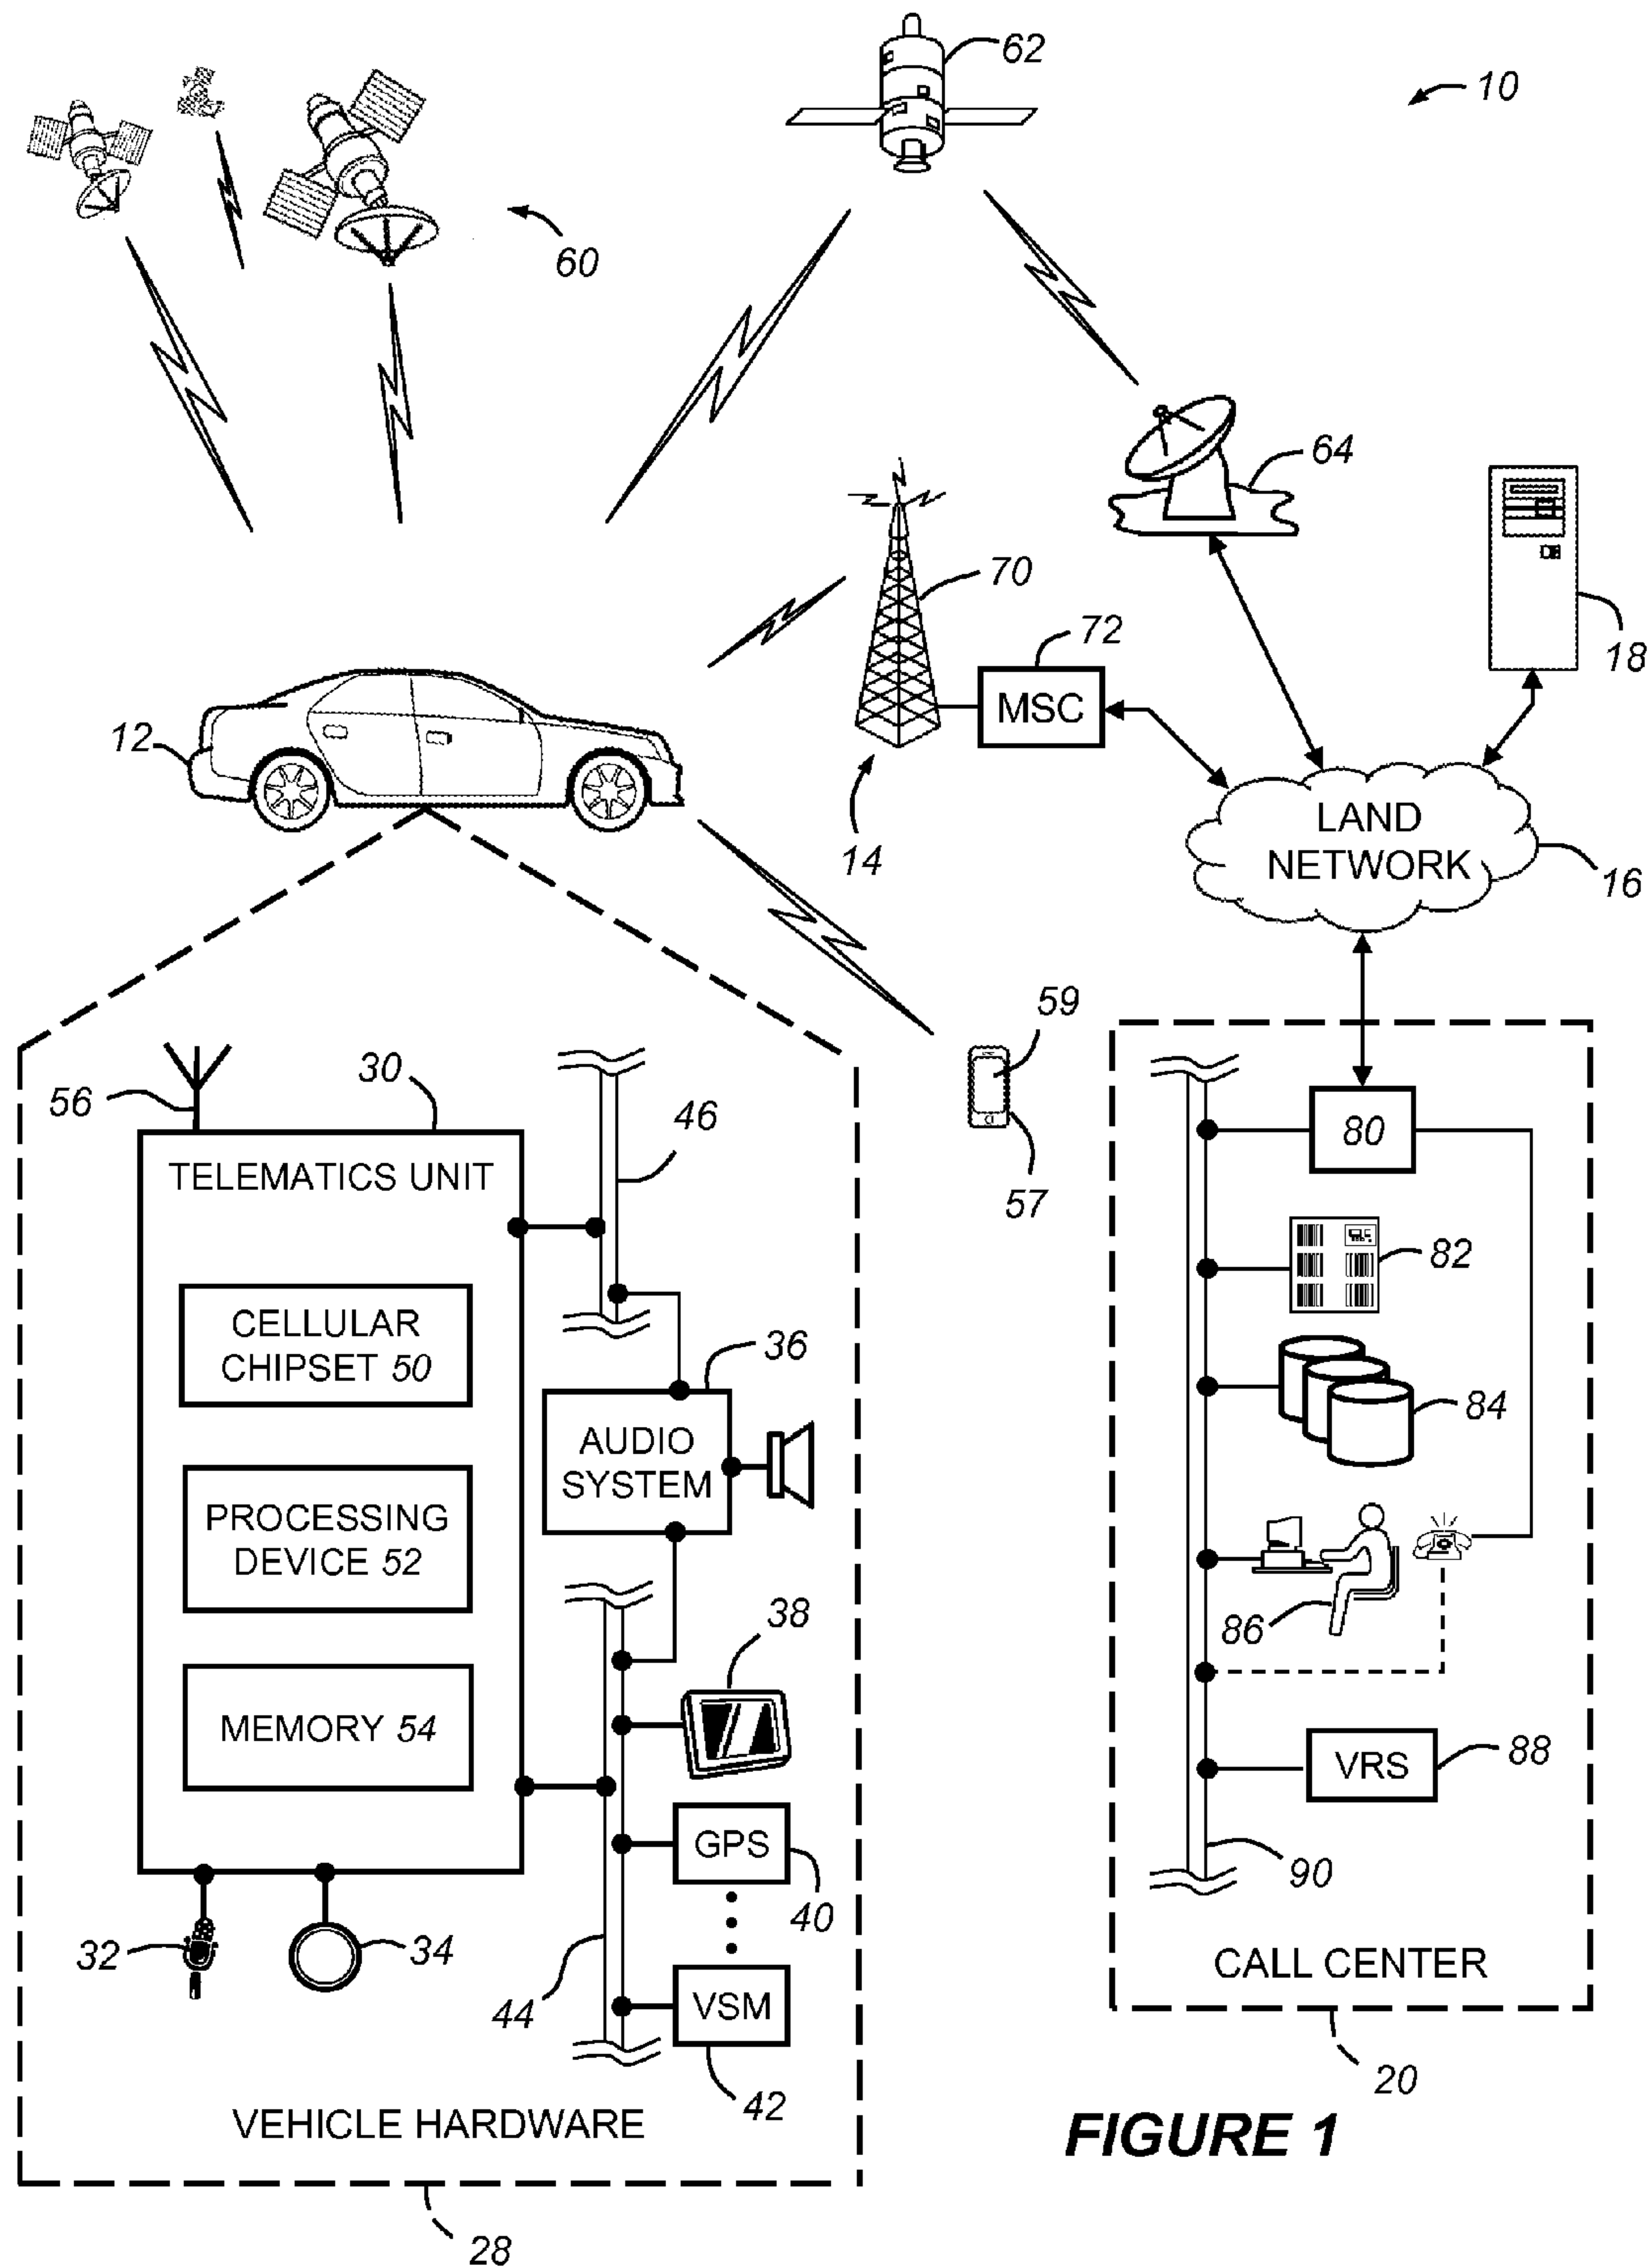 62
10
60
64
70
18
72
MSC
12
LAND
NETWORK
14
16
59
30
56
46
80
TELEMATICS UNIT
57
82
CELLULAR
CHIPSET 50
36
84
AUDIO
SYSTEM
PROCESSING
DEVICE 52
38
86
MEMORY 54
VRS
88
GPS
90
40
32
34
CALL CENTER
44
VSM
20
42
VEHICLE HARDWARE
FIGURE 1
28